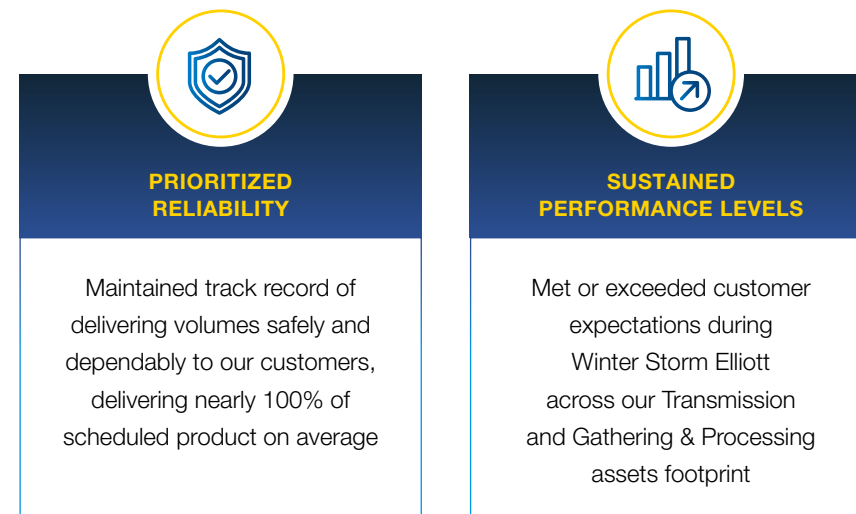 PRIORITIZED
RELIABILITY
Maintained track record of
delivering volumes safely and
dependably to our customers,
delivering nearly 100% of
scheduled product on average
SUSTAINED
PERFORMANCE LEVELS
Met or exceeded customer
expectations during
Winter Storm Elliott
across our Transmission
and Gathering & Processing
assets footprint